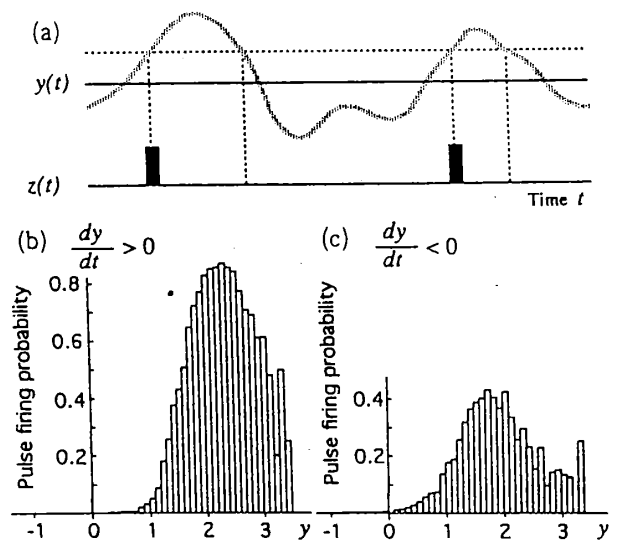 (a)
y(t)
z(t)
Time t
(b) dy/dt > 0
(c) dy/dt < 0
Pulse firing probability
0.8
0.6
0.4
0.2
-1 0 1 2 3 y
Pulse firing probability
0.4
0.2
-1 0 1 2 3 y